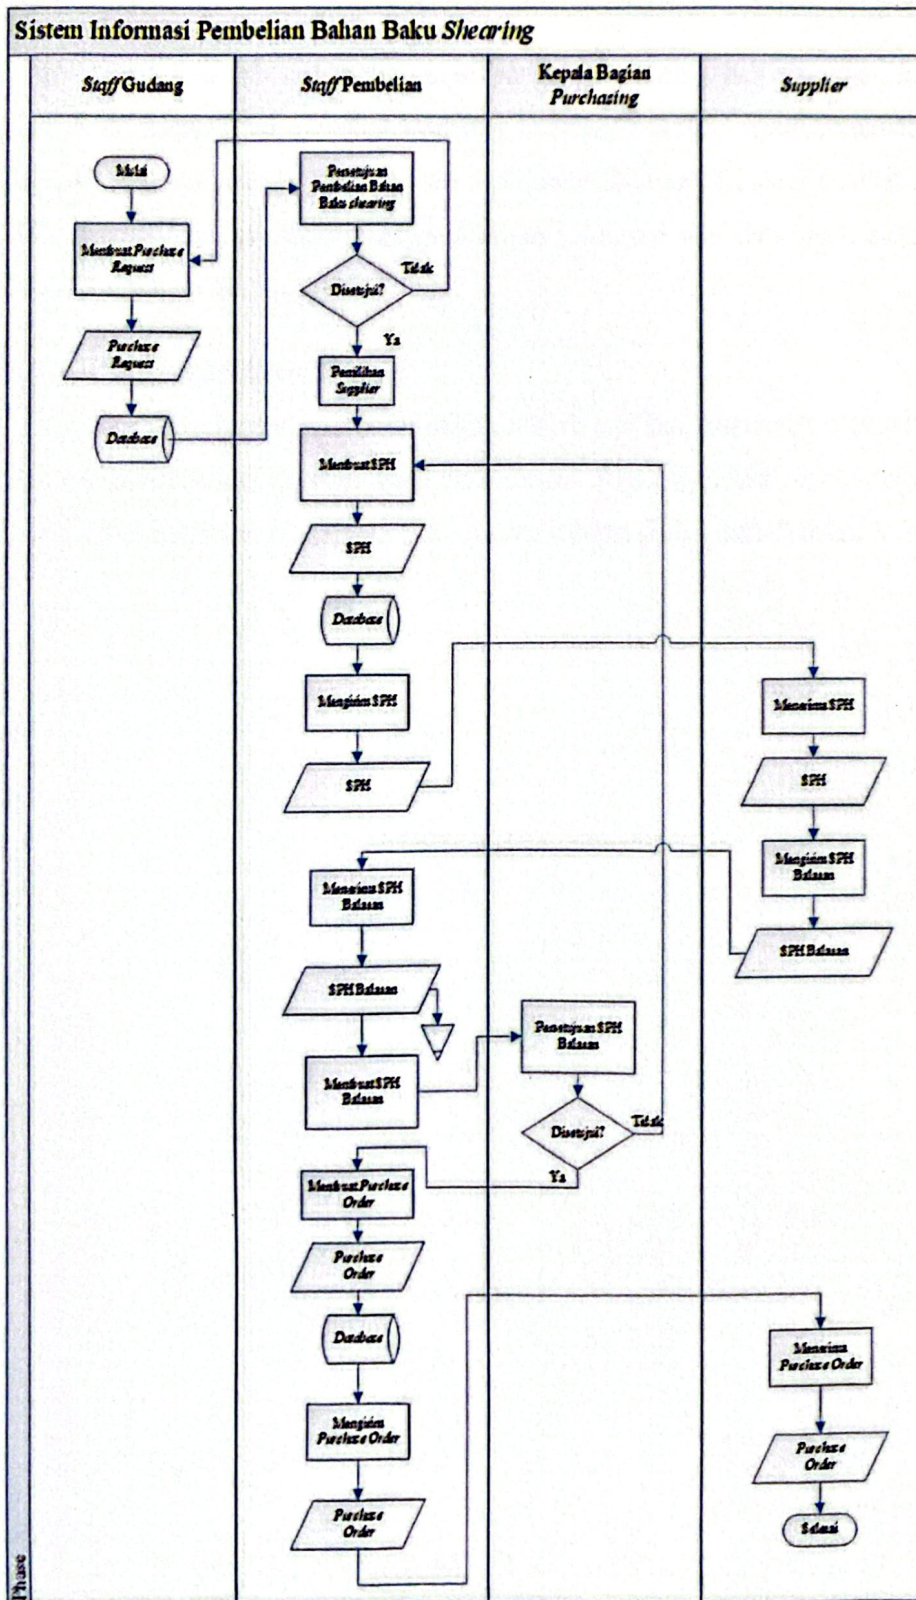 Sistem Informasi Pembelian Bahan Baku Shearing
Staff Gudang
Staff Pembelian
Kepala Bagian
Purchasing
Supplier
Mulai
Membuat Purchase
Request
Purchase
Request
Database
Persetujuan
Pembelian Bahan
Baku shearing
Disetujui?
Tidak
Ya
Pemilihan
Supplier
Membuat SPH
SPH
Database
Mengirim SPH
SPH
Menerima SPH
SPH
Mengirim SPH
Balasan
SPH Balasan
Menerima SPH
Balasan
SPH Balasan
Membuat SPH
Balasan
Persetujuan SPH
Balasan
Disetujui?
Tidak
Ya
Membuat Purchase
Order
Purchase
Order
Database
Mengirim
Purchase Order
Purchase
Order
Menerima
Purchase Order
Purchase
Order
Selesai
Phase